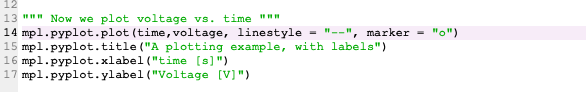 12
13 """ Now we plot voltage vs. time """
14 mpl.pyplot.plot(time,voltage, linestyle = "--", marker = "o")
15 mpl.pyplot.title("A plotting example, with labels")
16 mpl.pyplot.xlabel("time [s]")
17 mpl.pyplot.ylabel("Voltage [V]")